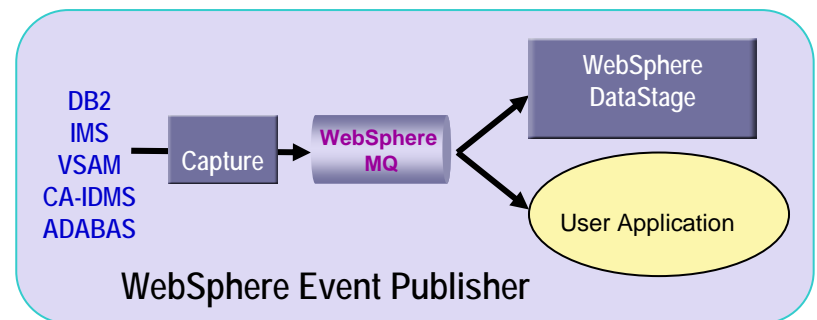 DB2
IMS
VSAM
CA-IDMS
ADABAS
Capture
WebSphere
MQ
WebSphere
DataStage
User Application
WebSphere Event Publisher